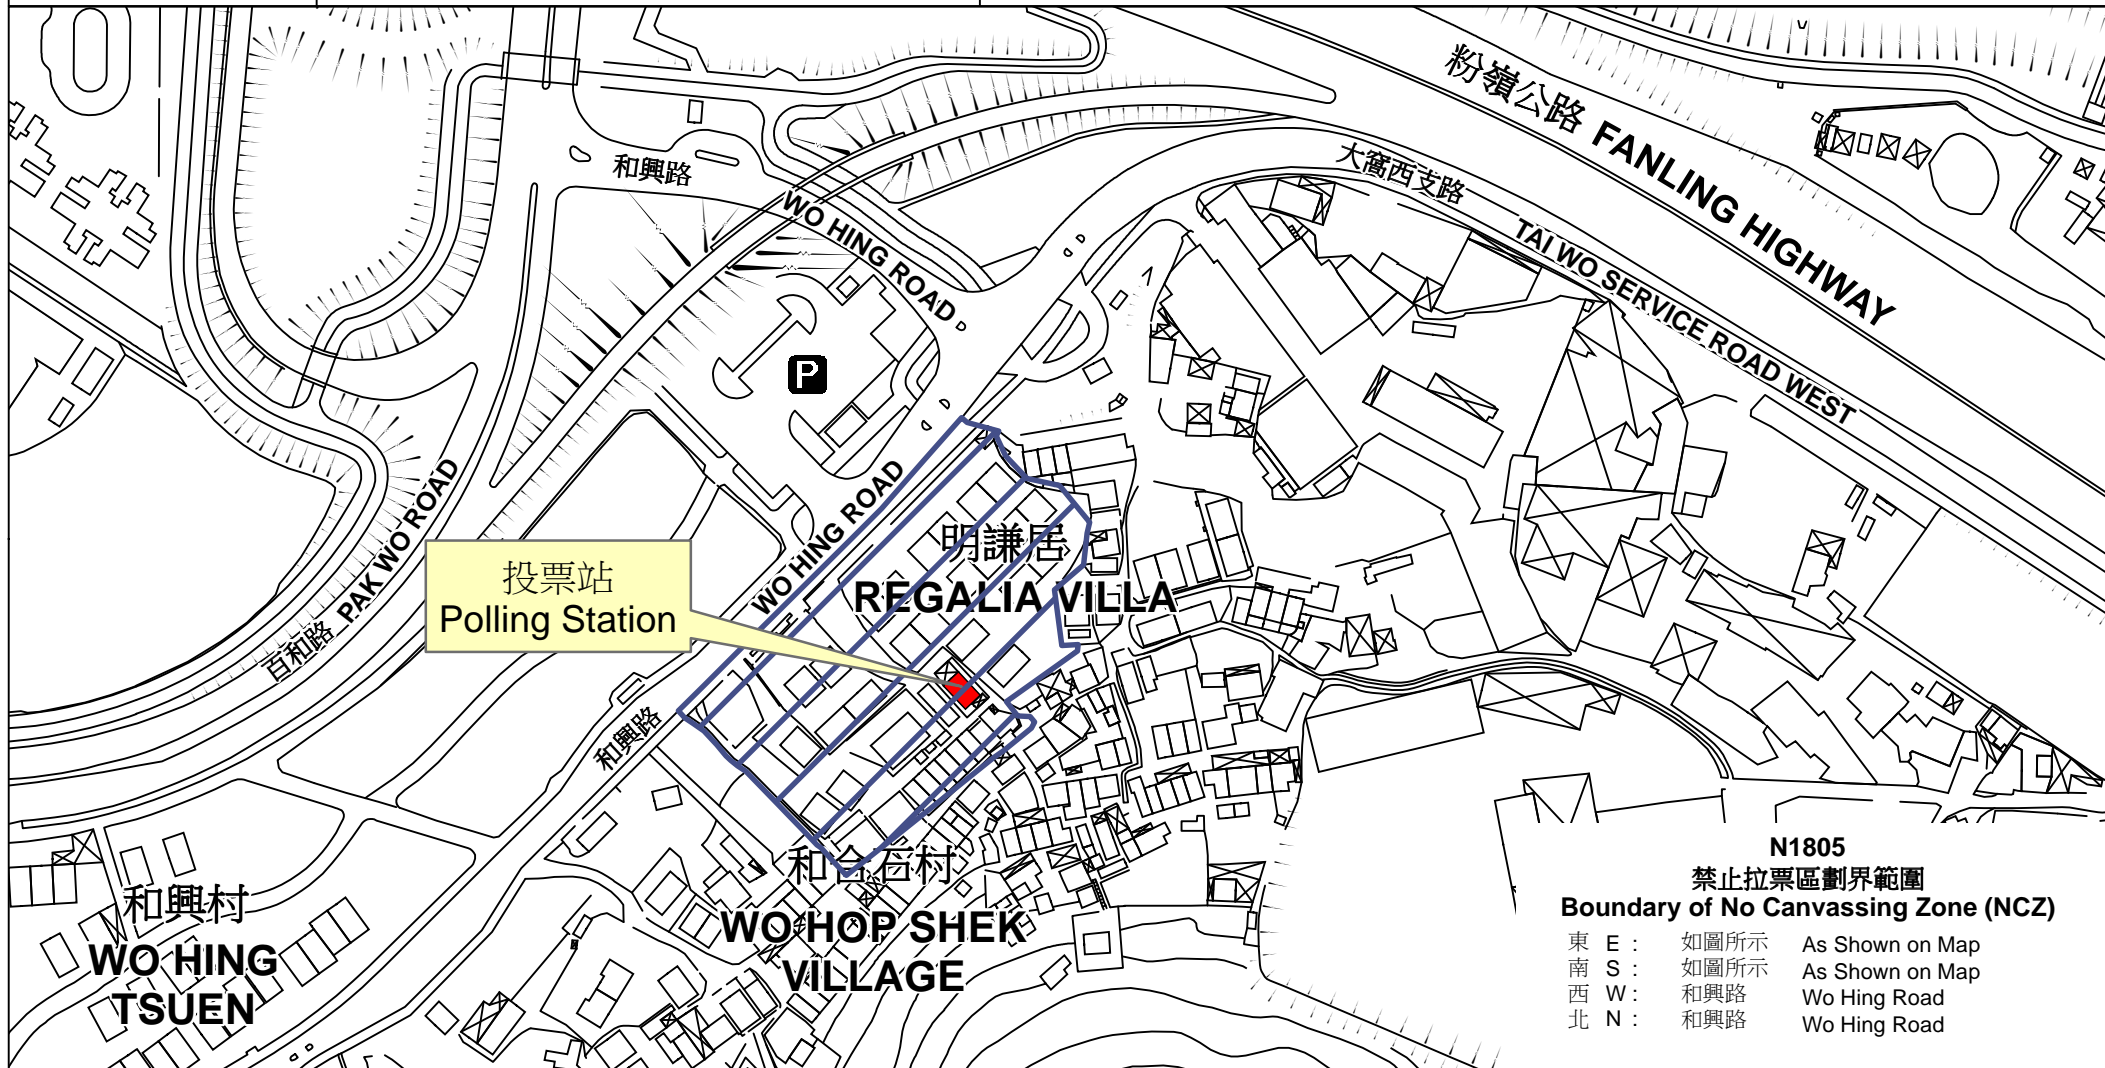 粉嶺公路 FANLING HIGHWAY
大窩西支路
TAI WO SERVICE ROAD WEST
和興路
WO HING ROAD
P
WO HING ROAD
和興路
百和路 PAK WO ROAD
投票站
Polling Station
明謙居
REGALIA VILLA
和合石村
WO HOP SHEK
VILLAGE
和興村
WO HING
TSUEN
N1805
禁止拉票區劃界範圍
Boundary of No Canvassing Zone (NCZ)
東 E : 如圖所示 As Shown on Map
南 S : 如圖所示 As Shown on Map
西 W : 和興路 Wo Hing Road
北 N : 和興路 Wo Hing Road